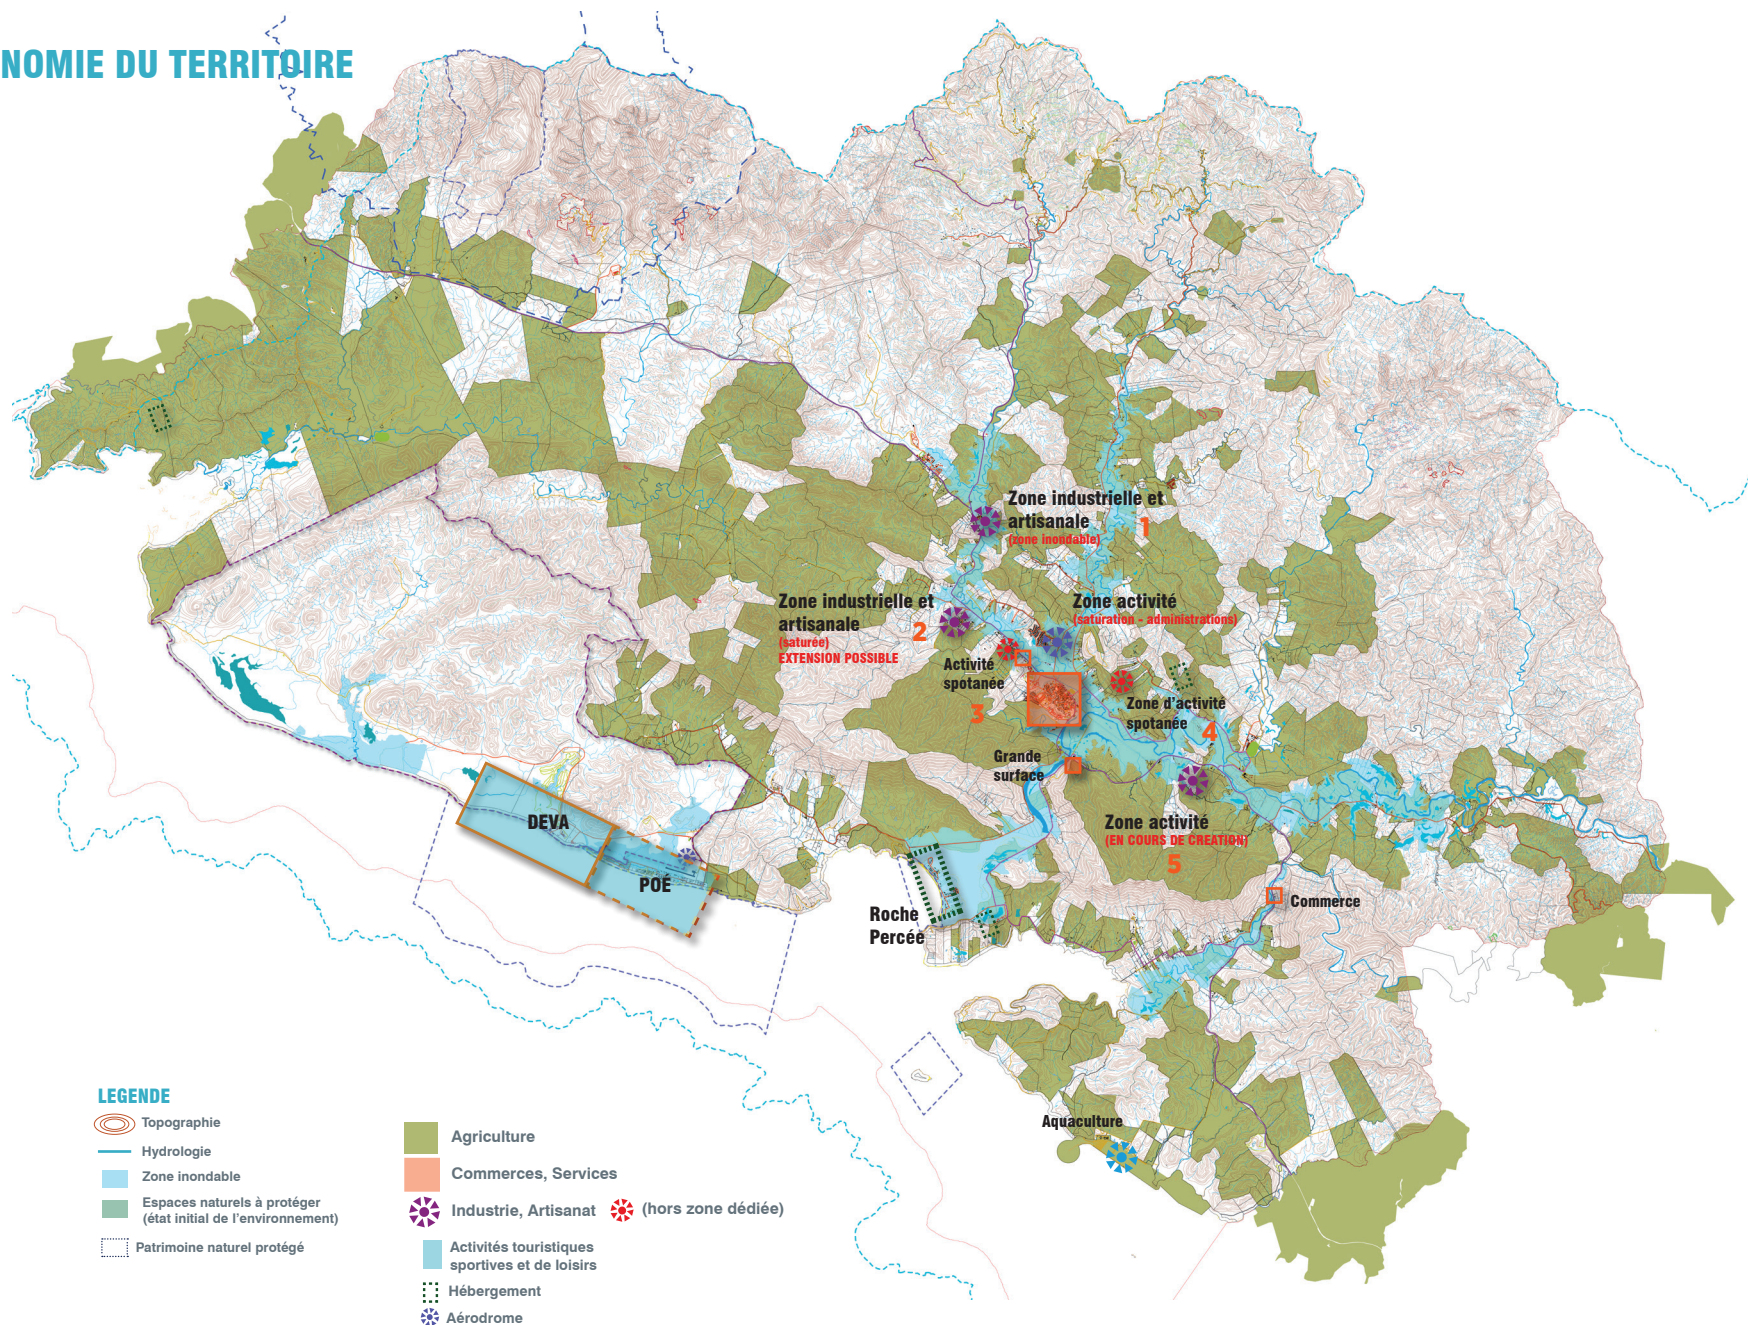 NOMIE DU TERRITOIRE
Zone industrielle et
artisanale
(zone inondable)
1
Zone industrielle et
artisanale
(saturée)
EXTENSION POSSIBLE
2
Zone activité
(saturation - administrations)
Activité
spotanée
3
Zone d'activité
spotanée
4
Grande
surface
DEVA
POÉ
Zone activité
(EN COURS DE CREATION)
5
Commerce
Roche
Percée
Aquaculture
LEGENDE
Topographie
Hydrologie
Zone inondable
Espaces naturels à protéger
(état initial de l'environnement)
Patrimoine naturel protégé
Agriculture
Commerces, Services
Industrie, Artisanat
(hors zone dédiée)
Activités touristiques
sportives et de loisirs
Hébergement
Aérodrome